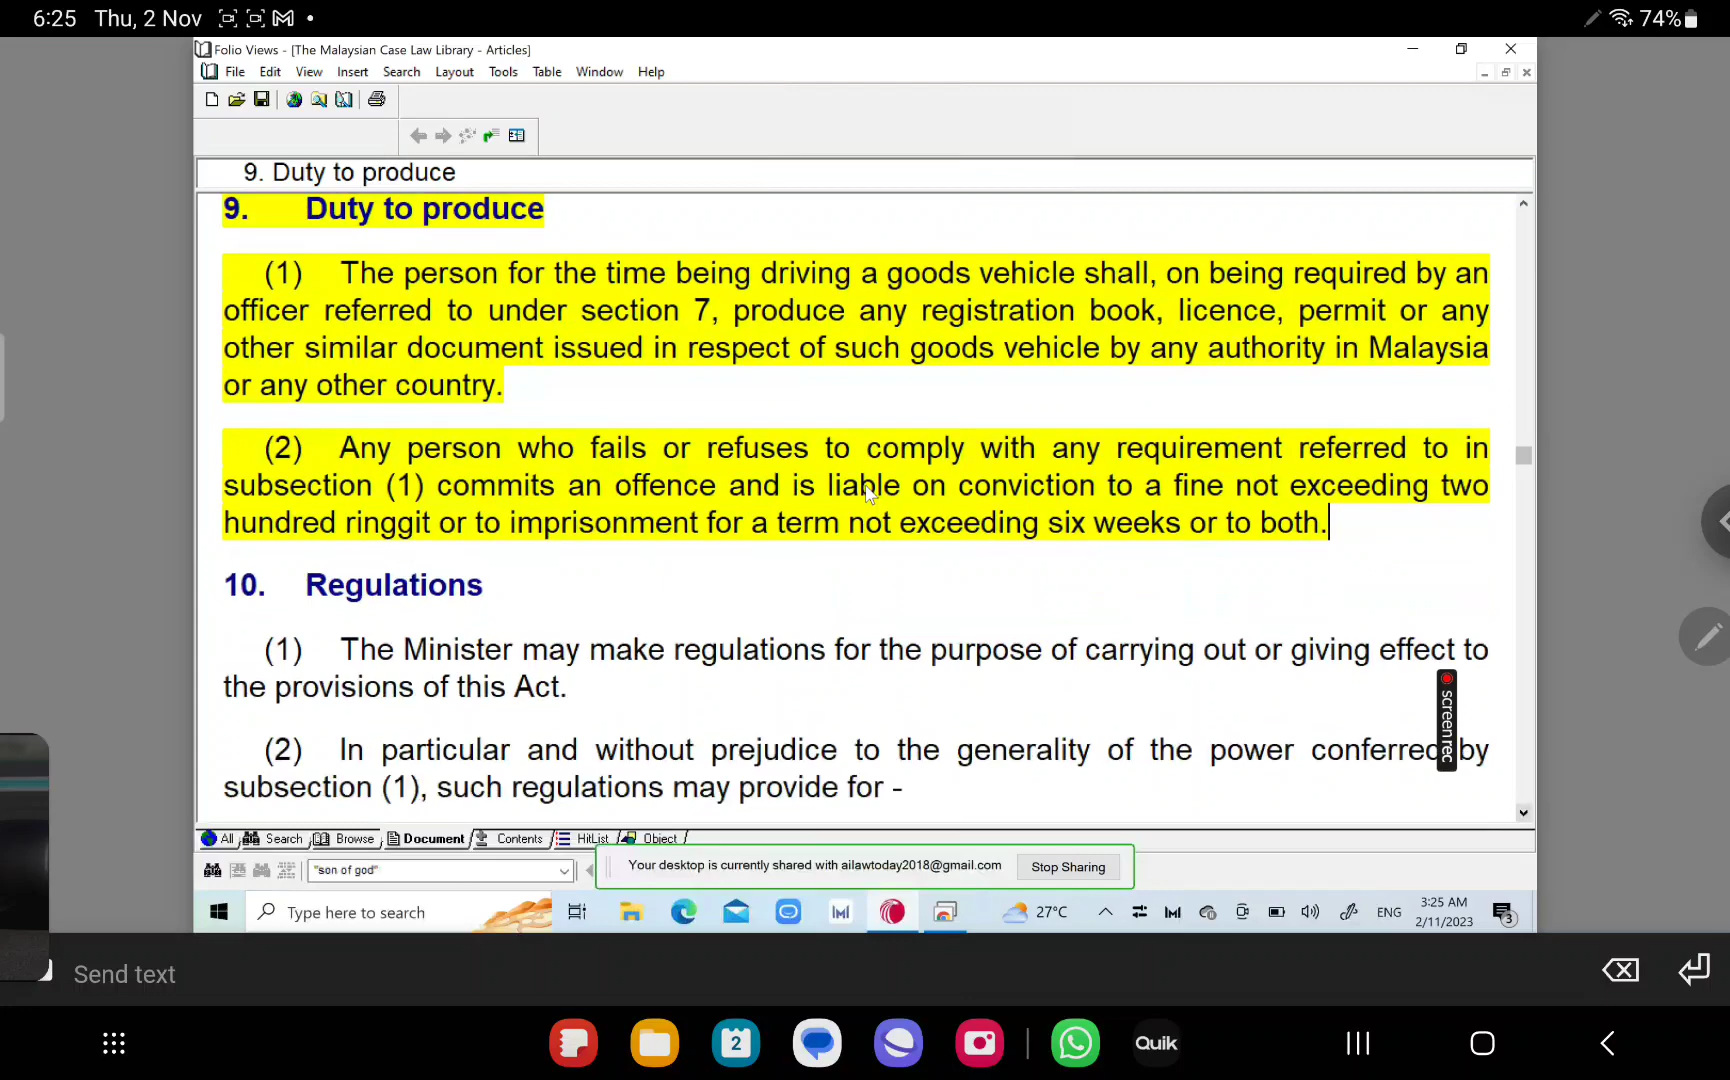 6:25 Thu, 2 Nov
74%
Folio Views - [The Malaysian Case Law Library - Articles]
File Edit View Insert Search Layout Tools Table Window Help
9. Duty to produce
9. Duty to produce
(1) The person for the time being driving a goods vehicle shall, on being required by an
officer referred to under section 7, produce any registration book, licence, permit or any
other similar document issued in respect of such goods vehicle by any authority in Malaysia
or any other country.
(2) Any person who fails or refuses to comply with any requirement referred to in
subsection (1) commits an offence and is liable on conviction to a fine not exceeding two
hundred ringgit or to imprisonment for a term not exceeding six weeks or to both.
10. Regulations
(1) The Minister may make regulations for the purpose of carrying out or giving effect to
the provisions of this Act.
screenrec
(2) In particular and without prejudice to the generality of the power conferred by
subsection (1), such regulations may provide for -
All Search Browse Document Contents HitList Object
"son of god"
Your desktop is currently shared with ailawtoday2018@gmail.com Stop Sharing
Type here to search
27°C
ENG
3:25 AM
2/11/2023
3
Send text
2
Quik